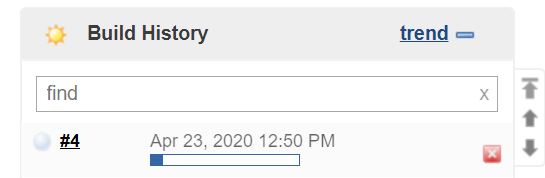 Build History trend
find x
#4 Apr 23, 2020 12:50 PM